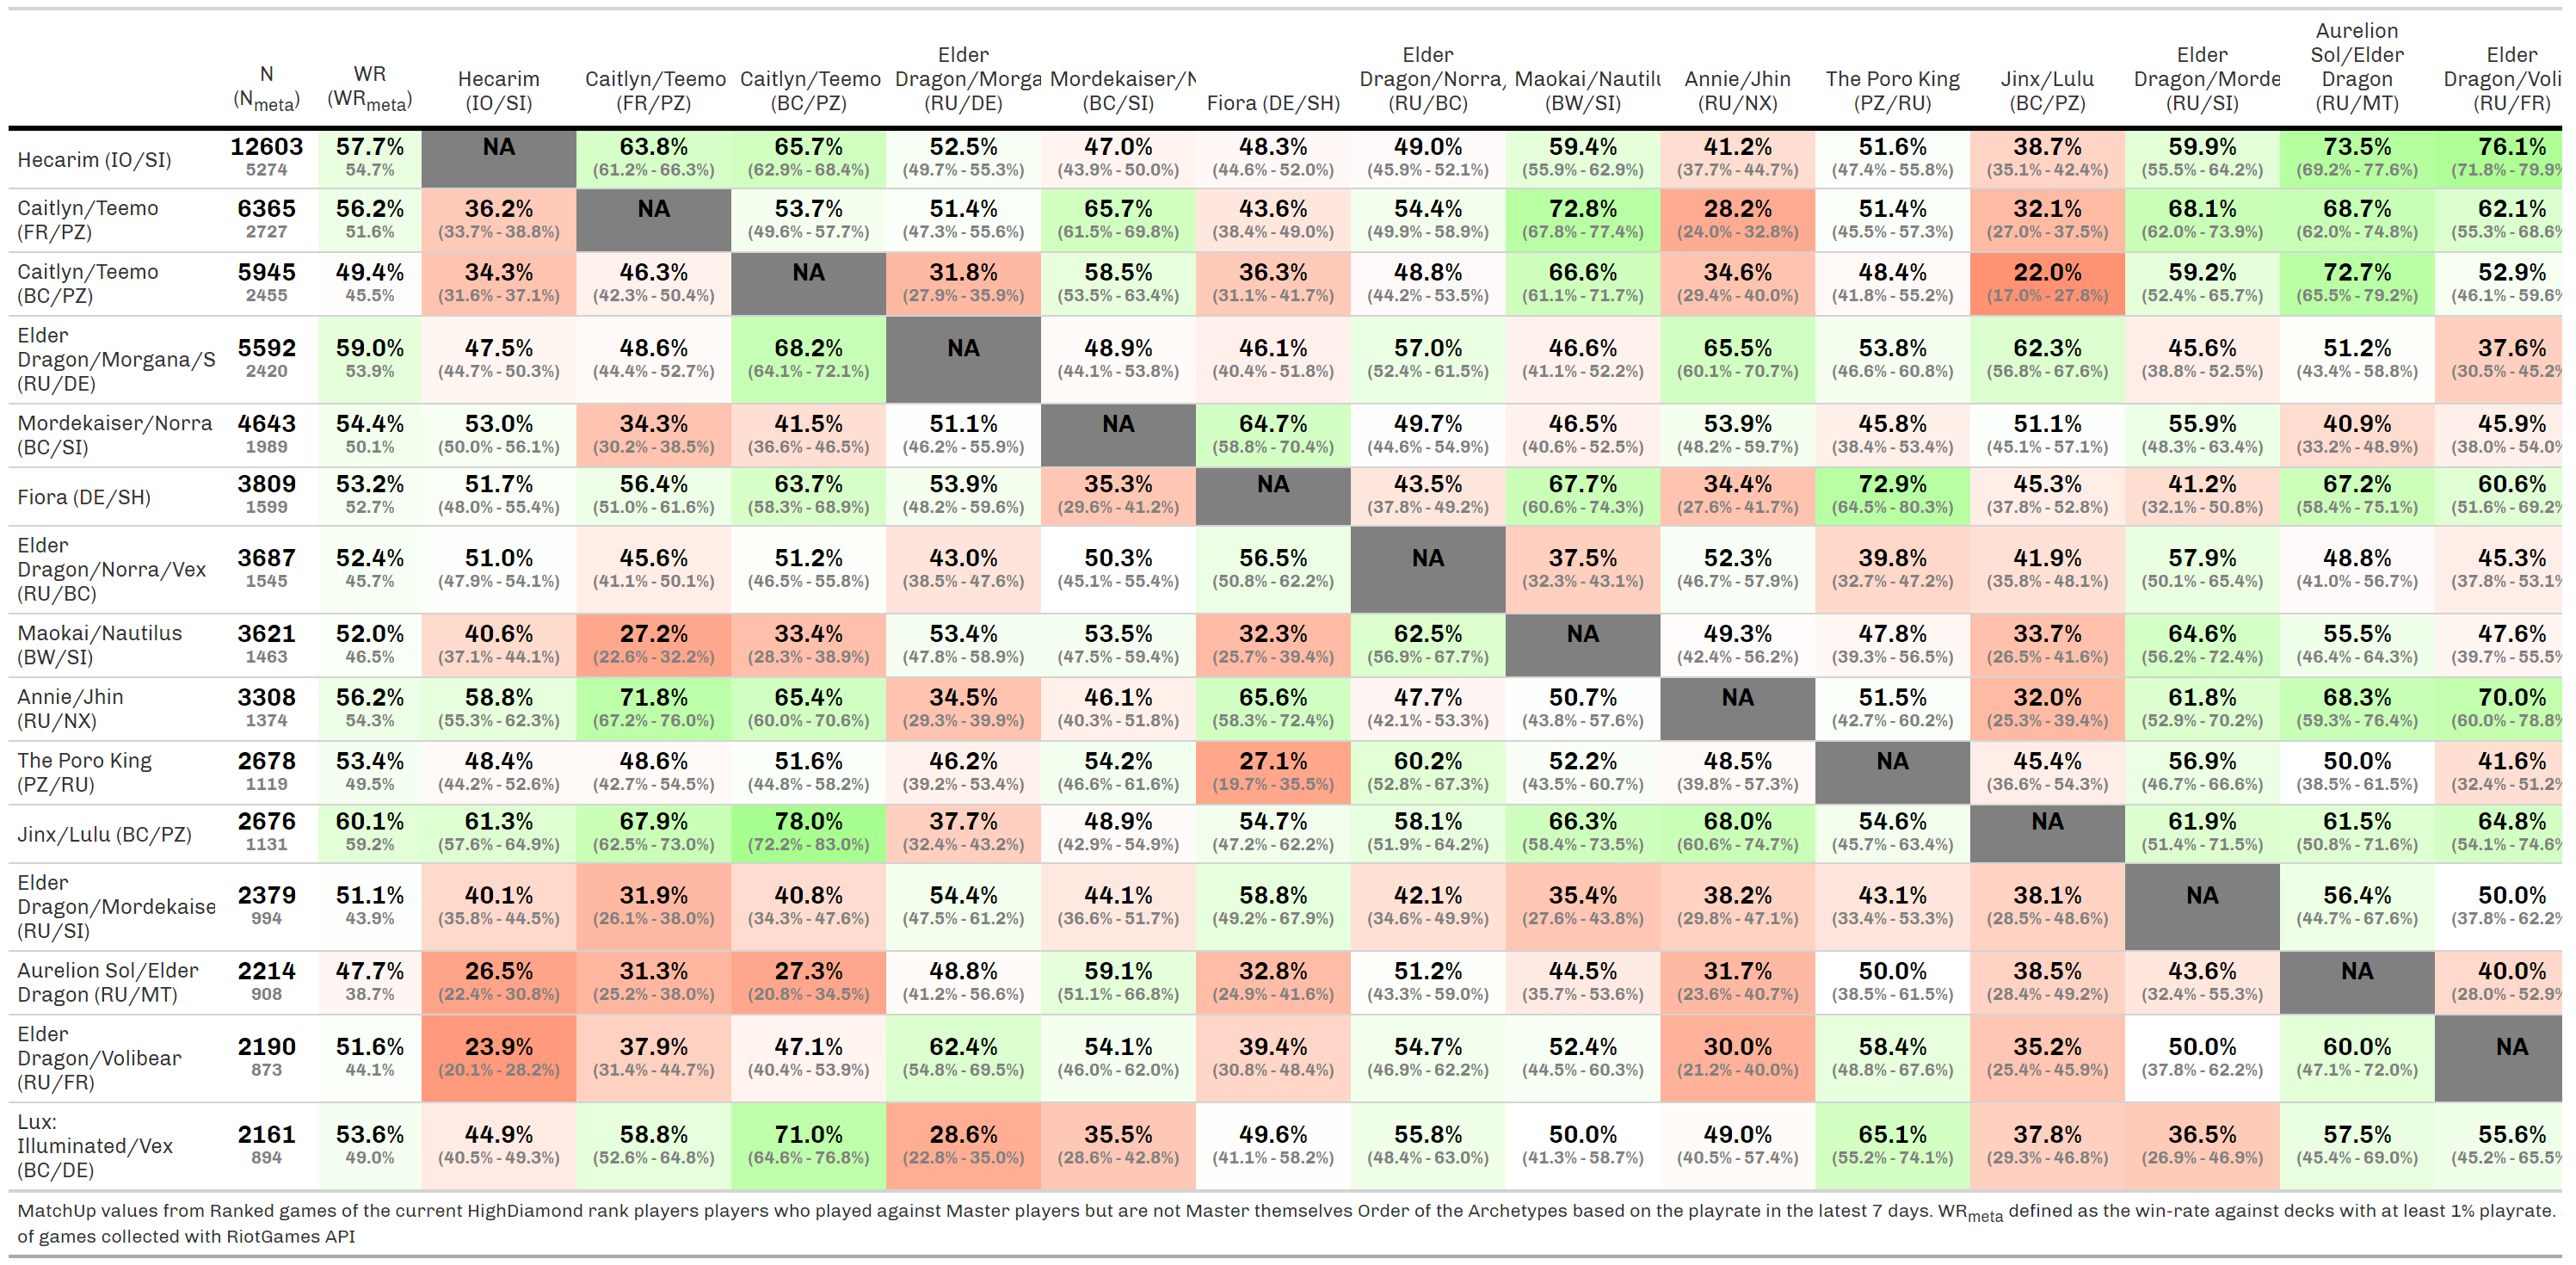 N (Nmeta) WR (WRmeta) Hecarim (IO/SI) Caitlyn/Teemo (FR/PZ) Caitlyn/Teemo (BC/PZ) Elder Dragon/Morga (RU/DE) Mordekaiser/N (BC/SI) Fiora (DE/SH) Elder Dragon/Norra, (RU/BC) Maokai/Nautilu (BW/SI) Annie/Jhin (RU/NX) The Poro King (PZ/RU) Jinx/Lulu (BC/PZ) Elder Dragon/Morde (RU/SI) Aurelion Sol/Elder Dragon (RU/MT) Elder Dragon/Voli (RU/FR)
Hecarim (IO/SI) 12603 57.7% NA 63.8% 65.7% 52.5% 47.0% 48.3% 49.0% 59.4% 41.2% 51.6% 38.7% 59.9% 73.5% 76.1%
5274 54.7% (61.2% - 66.3%) (62.9% - 68.4%) (49.7% - 55.3%) (43.9% - 50.0%) (44.6% - 52.0%) (45.9% - 52.1%) (55.9% - 62.9%) (37.7% - 44.7%) (47.4% - 55.8%) (35.1% - 42.4%) (55.5% - 64.2%) (69.2% - 77.6%) (71.8% - 79.9%
Caitlyn/Teemo (FR/PZ) 6365 56.2% 36.2% NA 53.7% 51.4% 65.7% 43.6% 54.4% 72.8% 28.2% 51.4% 32.1% 68.1% 68.7% 62.1%
2727 51.6% (33.7% - 38.8%) (49.6% - 57.7%) (47.3% - 55.6%) (61.5% - 69.8%) (38.4% - 49.0%) (49.9% - 58.9%) (67.8% - 77.4%) (24.0% - 32.8%) (45.5% - 57.3%) (27.0% - 37.5%) (62.0% - 73.9%) (62.0% - 74.8%) (55.3% - 68.6%
Caitlyn/Teemo (BC/PZ) 5945 49.4% 34.3% 46.3% NA 31.8% 58.5% 36.3% 48.8% 66.6% 34.6% 48.4% 22.0% 59.2% 72.7% 52.9%
2455 45.5% (31.6% - 37.1%) (42.3% - 50.4%) (27.9% - 35.9%) (53.5% - 63.4%) (31.1% - 41.7%) (44.2% - 53.5%) (61.1% - 71.7%) (29.4% - 40.0%) (41.8% - 55.2%) (17.0% - 27.8%) (52.4% - 65.7%) (65.5% - 79.2%) (46.1% - 59.6%
Elder Dragon/Morgana/S (RU/DE) 5592 59.0% 47.5% 48.6% 68.2% NA 48.9% 46.1% 57.0% 46.6% 65.5% 53.8% 62.3% 45.6% 51.2% 37.6%
2420 53.9% (44.7% - 50.3%) (44.4% - 52.7%) (64.1% - 72.1%) (44.1% - 53.8%) (40.4% - 51.8%) (52.4% - 61.5%) (41.1% - 52.2%) (60.1% - 70.7%) (46.6% - 60.8%) (56.8% - 67.6%) (38.8% - 52.5%) (43.4% - 58.8%) (30.5% - 45.2%
Mordekaiser/Norra (BC/SI) 4643 54.4% 53.0% 34.3% 41.5% 51.1% NA 64.7% 49.7% 46.5% 53.9% 45.8% 51.1% 55.9% 40.9% 45.9%
1989 50.1% (50.0% - 56.1%) (30.2% - 38.5%) (36.6% - 46.5%) (46.2% - 55.9%) (58.8% - 70.4%) (44.6% - 54.9%) (40.6% - 52.5%) (48.2% - 59.7%) (38.4% - 53.4%) (45.1% - 57.1%) (48.3% - 63.4%) (33.2% - 48.9%) (38.0% - 54.0%
Fiora (DE/SH) 3809 53.2% 51.7% 56.4% 63.7% 53.9% 35.3% NA 43.5% 67.7% 34.4% 72.9% 45.3% 41.2% 67.2% 60.6%
1599 52.7% (48.0% - 55.4%) (51.0% - 61.6%) (58.3% - 68.9%) (48.2% - 59.6%) (29.6% - 41.2%) (37.8% - 49.2%) (60.6% - 74.3%) (27.6% - 41.7%) (64.5% - 80.3%) (37.8% - 52.8%) (32.1% - 50.8%) (58.4% - 75.1%) (51.6% - 69.2%
Elder Dragon/Norra/Vex (RU/BC) 3687 52.4% 51.0% 45.6% 51.2% 43.0% 50.3% 56.5% NA 37.5% 52.3% 39.8% 41.9% 57.9% 48.8% 45.3%
1545 45.7% (47.9% - 54.1%) (41.1% - 50.1%) (46.5% - 55.8%) (38.5% - 47.6%) (45.1% - 55.4%) (50.8% - 62.2%) (32.3% - 43.1%) (46.7% - 57.9%) (32.7% - 47.2%) (35.8% - 48.1%) (50.1% - 65.4%) (41.0% - 56.7%) (37.8% - 53.1%
Maokai/Nautilus (BW/SI) 3621 52.0% 40.6% 27.2% 33.4% 53.4% 53.5% 32.3% 62.5% NA 49.3% 47.8% 33.7% 64.6% 55.5% 47.6%
1463 46.5% (37.1% - 44.1%) (22.6% - 32.2%) (28.3% - 38.9%) (47.8% - 58.9%) (47.5% - 59.4%) (25.7% - 39.4%) (56.9% - 67.7%) (42.4% - 56.2%) (39.3% - 56.5%) (26.5% - 41.6%) (56.2% - 72.4%) (46.4% - 64.3%) (39.7% - 55.5%
Annie/Jhin (RU/NX) 3308 56.2% 58.8% 71.8% 65.4% 34.5% 46.1% 65.6% 47.7% 50.7% NA 51.5% 32.0% 61.8% 68.3% 70.0%
1374 54.3% (55.3% - 62.3%) (67.2% - 76.0%) (60.0% - 70.6%) (29.3% - 39.9%) (40.3% - 51.8%) (58.3% - 72.4%) (42.1% - 53.3%) (43.8% - 57.6%) (42.7% - 60.2%) (25.3% - 39.4%) (52.9% - 70.2%) (59.3% - 76.4%) (60.0% - 78.8%
The Poro King (PZ/RU) 2678 53.4% 48.4% 48.6% 51.6% 46.2% 54.2% 27.1% 60.2% 52.2% 48.5% NA 45.4% 56.9% 50.0% 41.6%
1119 49.5% (44.2% - 52.6%) (42.7% - 54.5%) (44.8% - 58.2%) (39.2% - 53.4%) (46.6% - 61.6%) (19.7% - 35.5%) (52.8% - 67.3%) (43.5% - 60.7%) (39.8% - 57.3%) (36.6% - 54.3%) (46.7% - 66.6%) (38.5% - 61.5%) (32.4% - 51.2%
Jinx/Lulu (BC/PZ) 2676 60.1% 61.3% 67.9% 78.0% 37.7% 48.9% 54.7% 58.1% 66.3% 68.0% 54.6% NA 61.9% 61.5% 64.8%
1131 59.2% (57.6% - 64.9%) (62.5% - 73.0%) (72.2% - 83.0%) (32.4% - 43.2%) (42.9% - 54.9%) (47.2% - 62.2%) (51.9% - 64.2%) (58.4% - 73.5%) (60.6% - 74.7%) (45.7% - 63.4%) (51.4% - 71.5%) (50.8% - 71.6%) (54.1% - 74.6%
Elder Dragon/Mordekaise (RU/SI) 2379 51.1% 40.1% 31.9% 40.8% 54.4% 44.1% 58.8% 42.1% 35.4% 38.2% 43.1% 38.1% NA 56.4% 50.0%
994 43.9% (35.8% - 44.5%) (26.1% - 38.0%) (34.3% - 47.6%) (47.5% - 61.2%) (36.6% - 51.7%) (49.2% - 67.9%) (34.6% - 49.9%) (27.6% - 43.8%) (29.8% - 47.1%) (33.4% - 53.3%) (28.5% - 48.6%) (44.7% - 67.6%) (37.8% - 62.2%
Aurelion Sol/Elder Dragon (RU/MT) 2214 47.7% 26.5% 31.3% 27.3% 48.8% 59.1% 32.8% 51.2% 44.5% 31.7% 50.0% 38.5% 43.6% NA 40.0%
908 38.7% (22.4% - 30.8%) (25.2% - 38.0%) (20.8% - 34.5%) (41.2% - 56.6%) (51.1% - 66.8%) (24.9% - 41.6%) (43.3% - 59.0%) (35.7% - 53.6%) (23.6% - 40.7%) (38.5% - 61.5%) (28.4% - 49.2%) (32.4% - 55.3%) (28.0% - 52.9%
Elder Dragon/Volibear (RU/FR) 2190 51.6% 23.9% 37.9% 47.1% 62.4% 54.1% 39.4% 54.7% 52.4% 30.0% 58.4% 35.2% 50.0% 60.0% NA
873 44.1% (20.1% - 28.2%) (31.4% - 44.7%) (40.4% - 53.9%) (54.8% - 69.5%) (46.0% - 62.0%) (30.8% - 48.4%) (46.9% - 62.2%) (44.5% - 60.3%) (21.2% - 40.0%) (48.8% - 67.6%) (25.4% - 45.9%) (37.8% - 62.2%) (47.1% - 72.0%)
Lux: Illuminated/Vex (BC/DE) 2161 53.6% 44.9% 58.8% 71.0% 28.6% 35.5% 49.6% 55.8% 50.0% 49.0% 65.1% 37.8% 36.5% 57.5% 55.6%
894 49.0% (40.5% - 49.3%) (52.6% - 64.8%) (64.6% - 76.8%) (22.8% - 35.0%) (28.6% - 42.8%) (41.1% - 58.2%) (48.4% - 63.0%) (41.3% - 58.7%) (40.5% - 57.4%) (55.2% - 74.1%) (29.3% - 46.8%) (26.9% - 46.9%) (45.4% - 69.0%) (45.2% - 65.5%
MatchUp values from Ranked games of the current HighDiamond rank players players who played against Master players but are not Master themselves Order of the Archetypes based on the playrate in the latest 7 days. WRmeta defined as the win-rate against decks with at least 1% playrate.
of games collected with RiotGames API